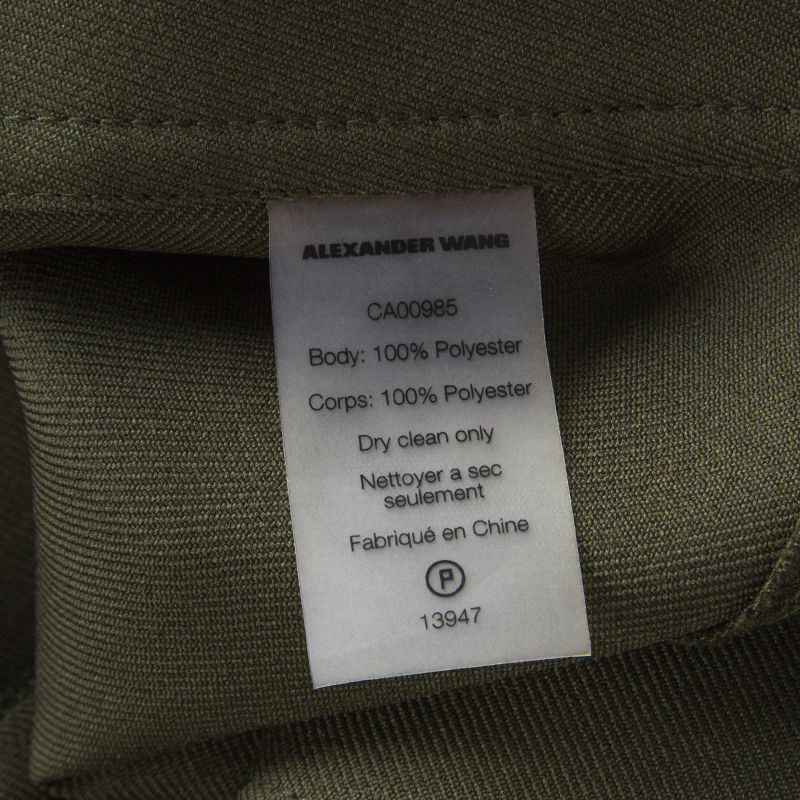 ALEXANDER WANG
CA00985
Body: 100% Polyester
Corps: 100% Polyester
Dry clean only
Nettoyer a sec
seulement
Fabriqué en Chine
P
13947